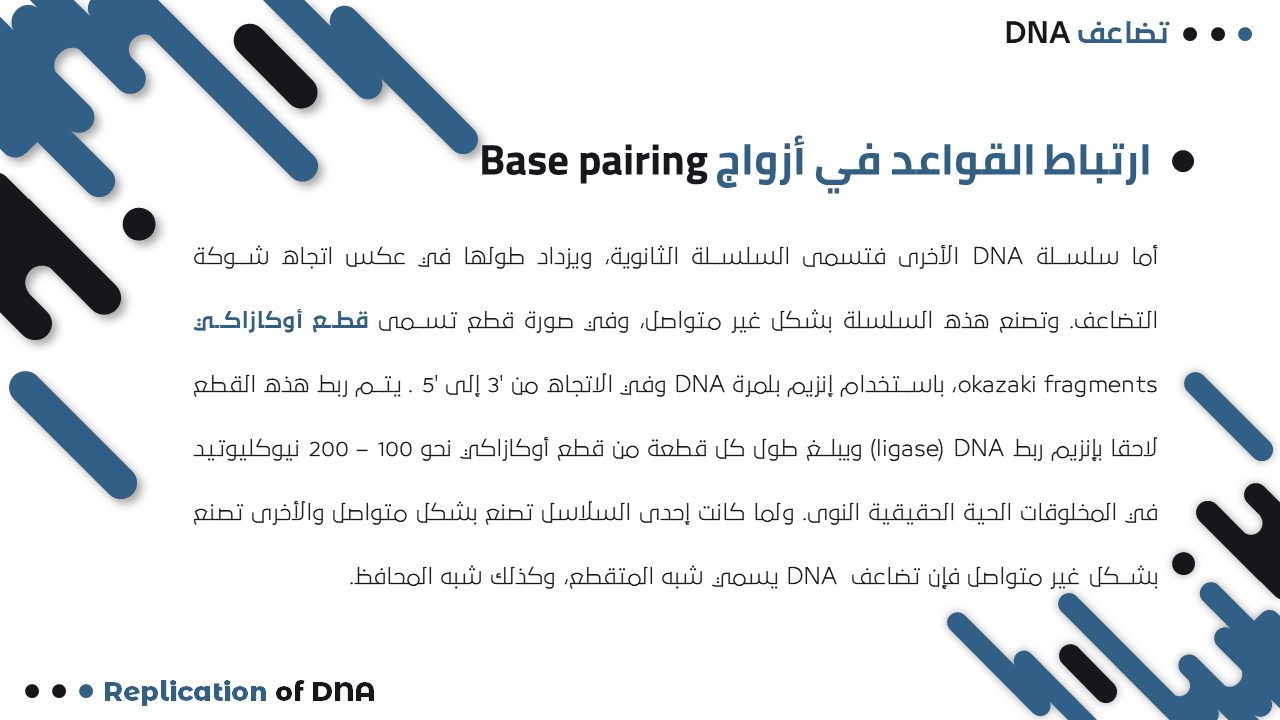 تضاعف DNA
ارتباط القواعد في أزواج Base pairing
أما سلسلة DNA الأخرى فتسمى السلسلة الثانوية، ويزداد طولها في عكس اتجاه شوكة
التضاعف. وتصنع هذه السلسلة بشكل غير متواصل، وفي صورة قطع تسمى قطع أوكازاكي
okazaki fragments، باستخدام إنزيم بلمرة DNA وفي الاتجاه من '3 إلى '5 . يتم ربط هذه القطع
لاحقا بإنزيم ربط DNA (ligase) ويبلغ طول كل قطعة من قطع أوكازاكي نحو 100 – 200 نيوكليوتيد
في المخلوقات الحية الحقيقية النوى. ولما كانت إحدى السلاسل تصنع بشكل متواصل والأخرى تصنع
بشكل غير متواصل فإن تضاعف DNA يسمي شبه المتقطع، وكذلك شبه المحافظ.
Replication of DNA